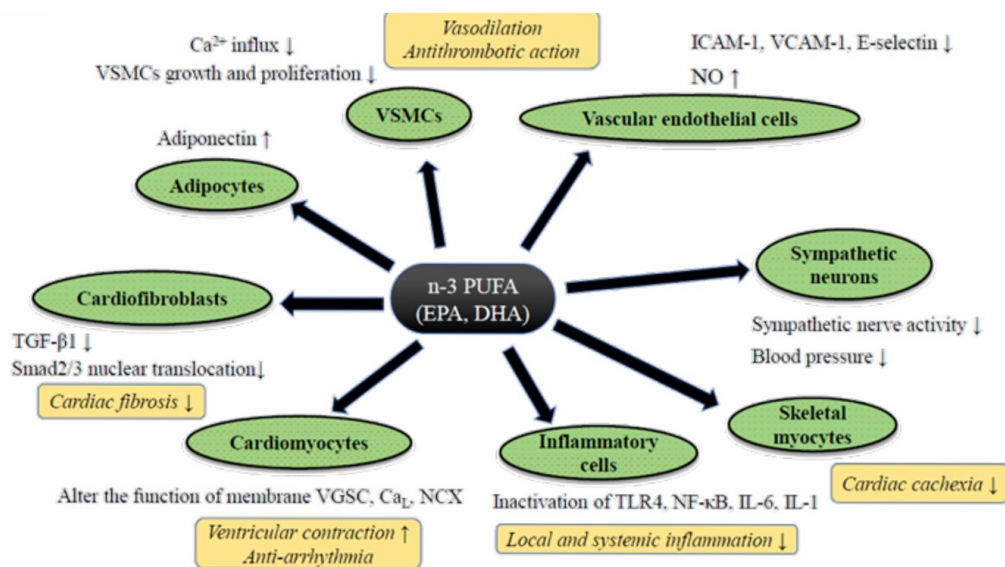 Vasodilation
Antithrombotic action
Ca²⁺ influx ↓
VSMCs growth and proliferation ↓
VSMCs
ICAM-1, VCAM-1, E-selectin ↓
NO ↑
Vascular endothelial cells
Adiponectin ↑
Adipocytes
n-3 PUFA
(EPA, DHA)
Sympathetic
neurons
Sympathetic nerve activity ↓
Blood pressure ↓
Cardiofibroblasts
TGF-β1 ↓
Smad2/3 nuclear translocation↓
Cardiac fibrosis ↓
Cardiomyocytes
Alter the function of membrane VGSC, Ca_L, NCX
Ventricular contraction ↑
Anti-arrhythmia
Inflammatory
cells
Inactivation of TLR4, NF-κB, IL-6, IL-1
Local and systemic inflammation ↓
Skeletal
myocytes
Cardiac cachexia ↓